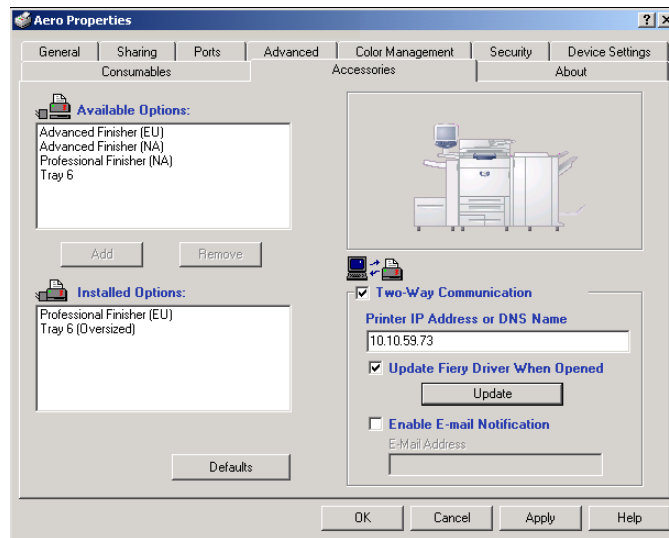 Aero Properties
General Sharing Ports Advanced Color Management Security Device Settings
Consumables Accessories About
Available Options:
Advanced Finisher (EU)
Advanced Finisher (NA)
Professional Finisher (NA)
Tray 6
Add Remove
Installed Options:
Professional Finisher (EU)
Tray 6 (Oversized)
Defaults
Two-Way Communication
Printer IP Address or DNS Name
10.10.59.73
Update Fiery Driver When Opened
Update
Enable E-mail Notification
E-Mail Address
OK Cancel Apply Help